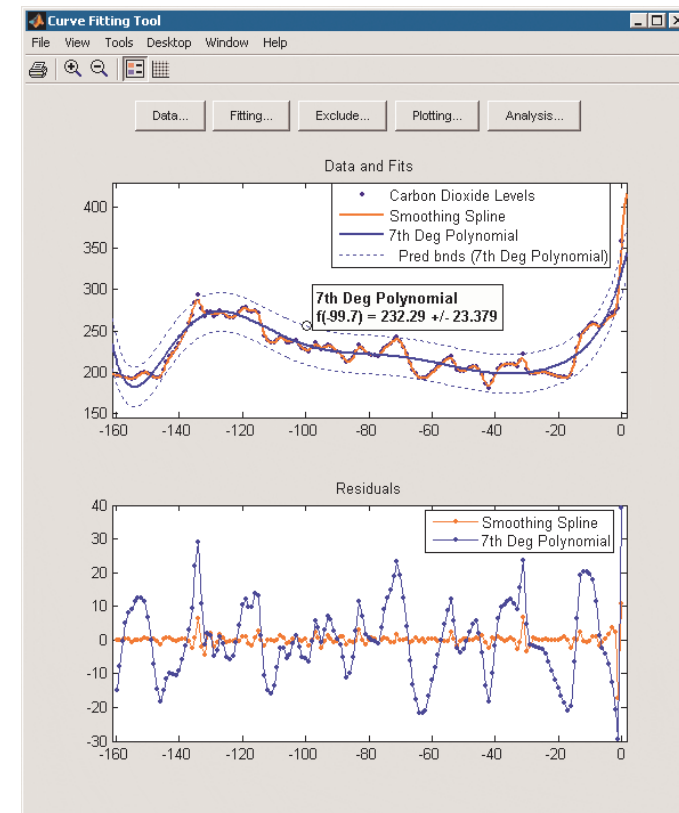 Curve Fitting Tool
File View Tools Desktop Window Help
Data... Fitting... Exclude... Plotting... Analysis...
Data and Fits
Carbon Dioxide Levels
Smoothing Spline
7th Deg Polynomial
Pred bnds (7th Deg Polynomial)
7th Deg Polynomial
f(-99.7) = 232.29 +/- 23.379
400
350
300
250
200
150
-160 -140 -120 -100 -80 -60 -40 -20 0
Residuals
Smoothing Spline
7th Deg Polynomial
40
30
20
10
0
-10
-20
-30
-160 -140 -120 -100 -80 -60 -40 -20 0